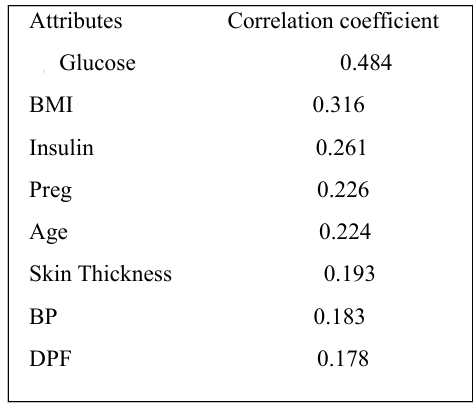 Attributes Correlation coefficient
Glucose 0.484
BMI 0.316
Insulin 0.261
Preg 0.226
Age 0.224
Skin Thickness 0.193
BP 0.183
DPF 0.178